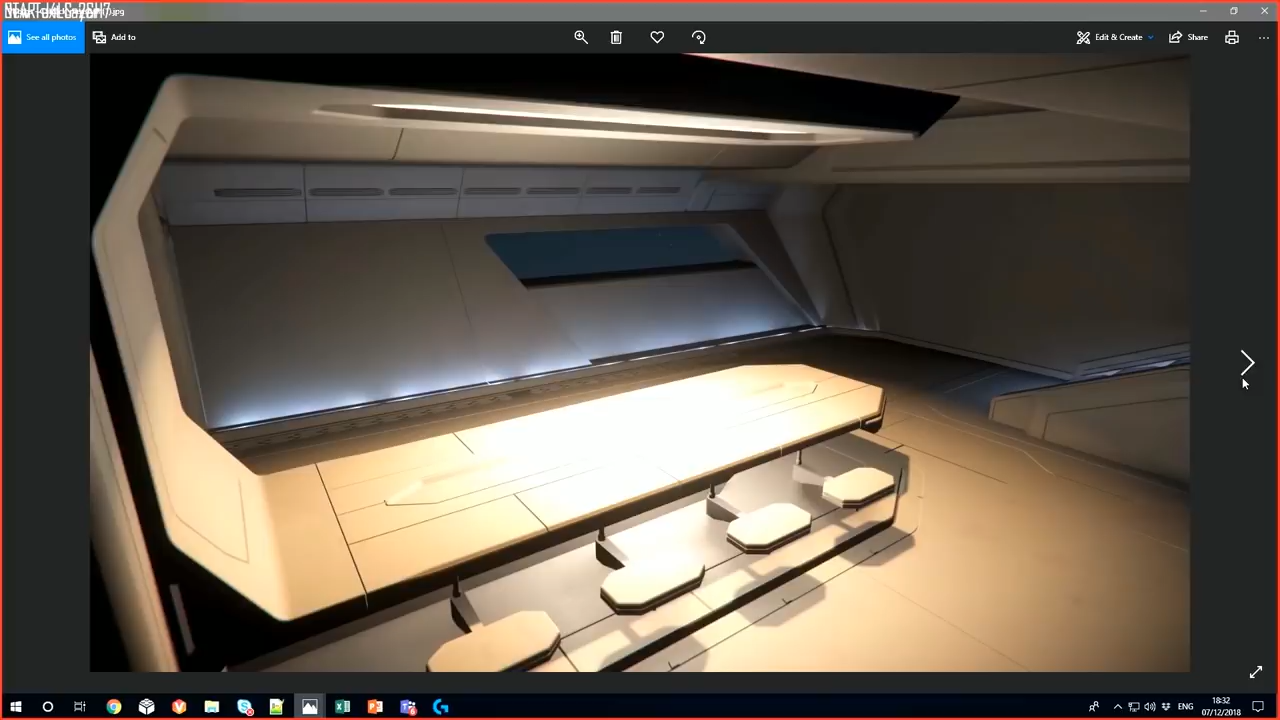 See all photos
Add to
Edit & Create
Share
ENG
18:32
07/12/2018